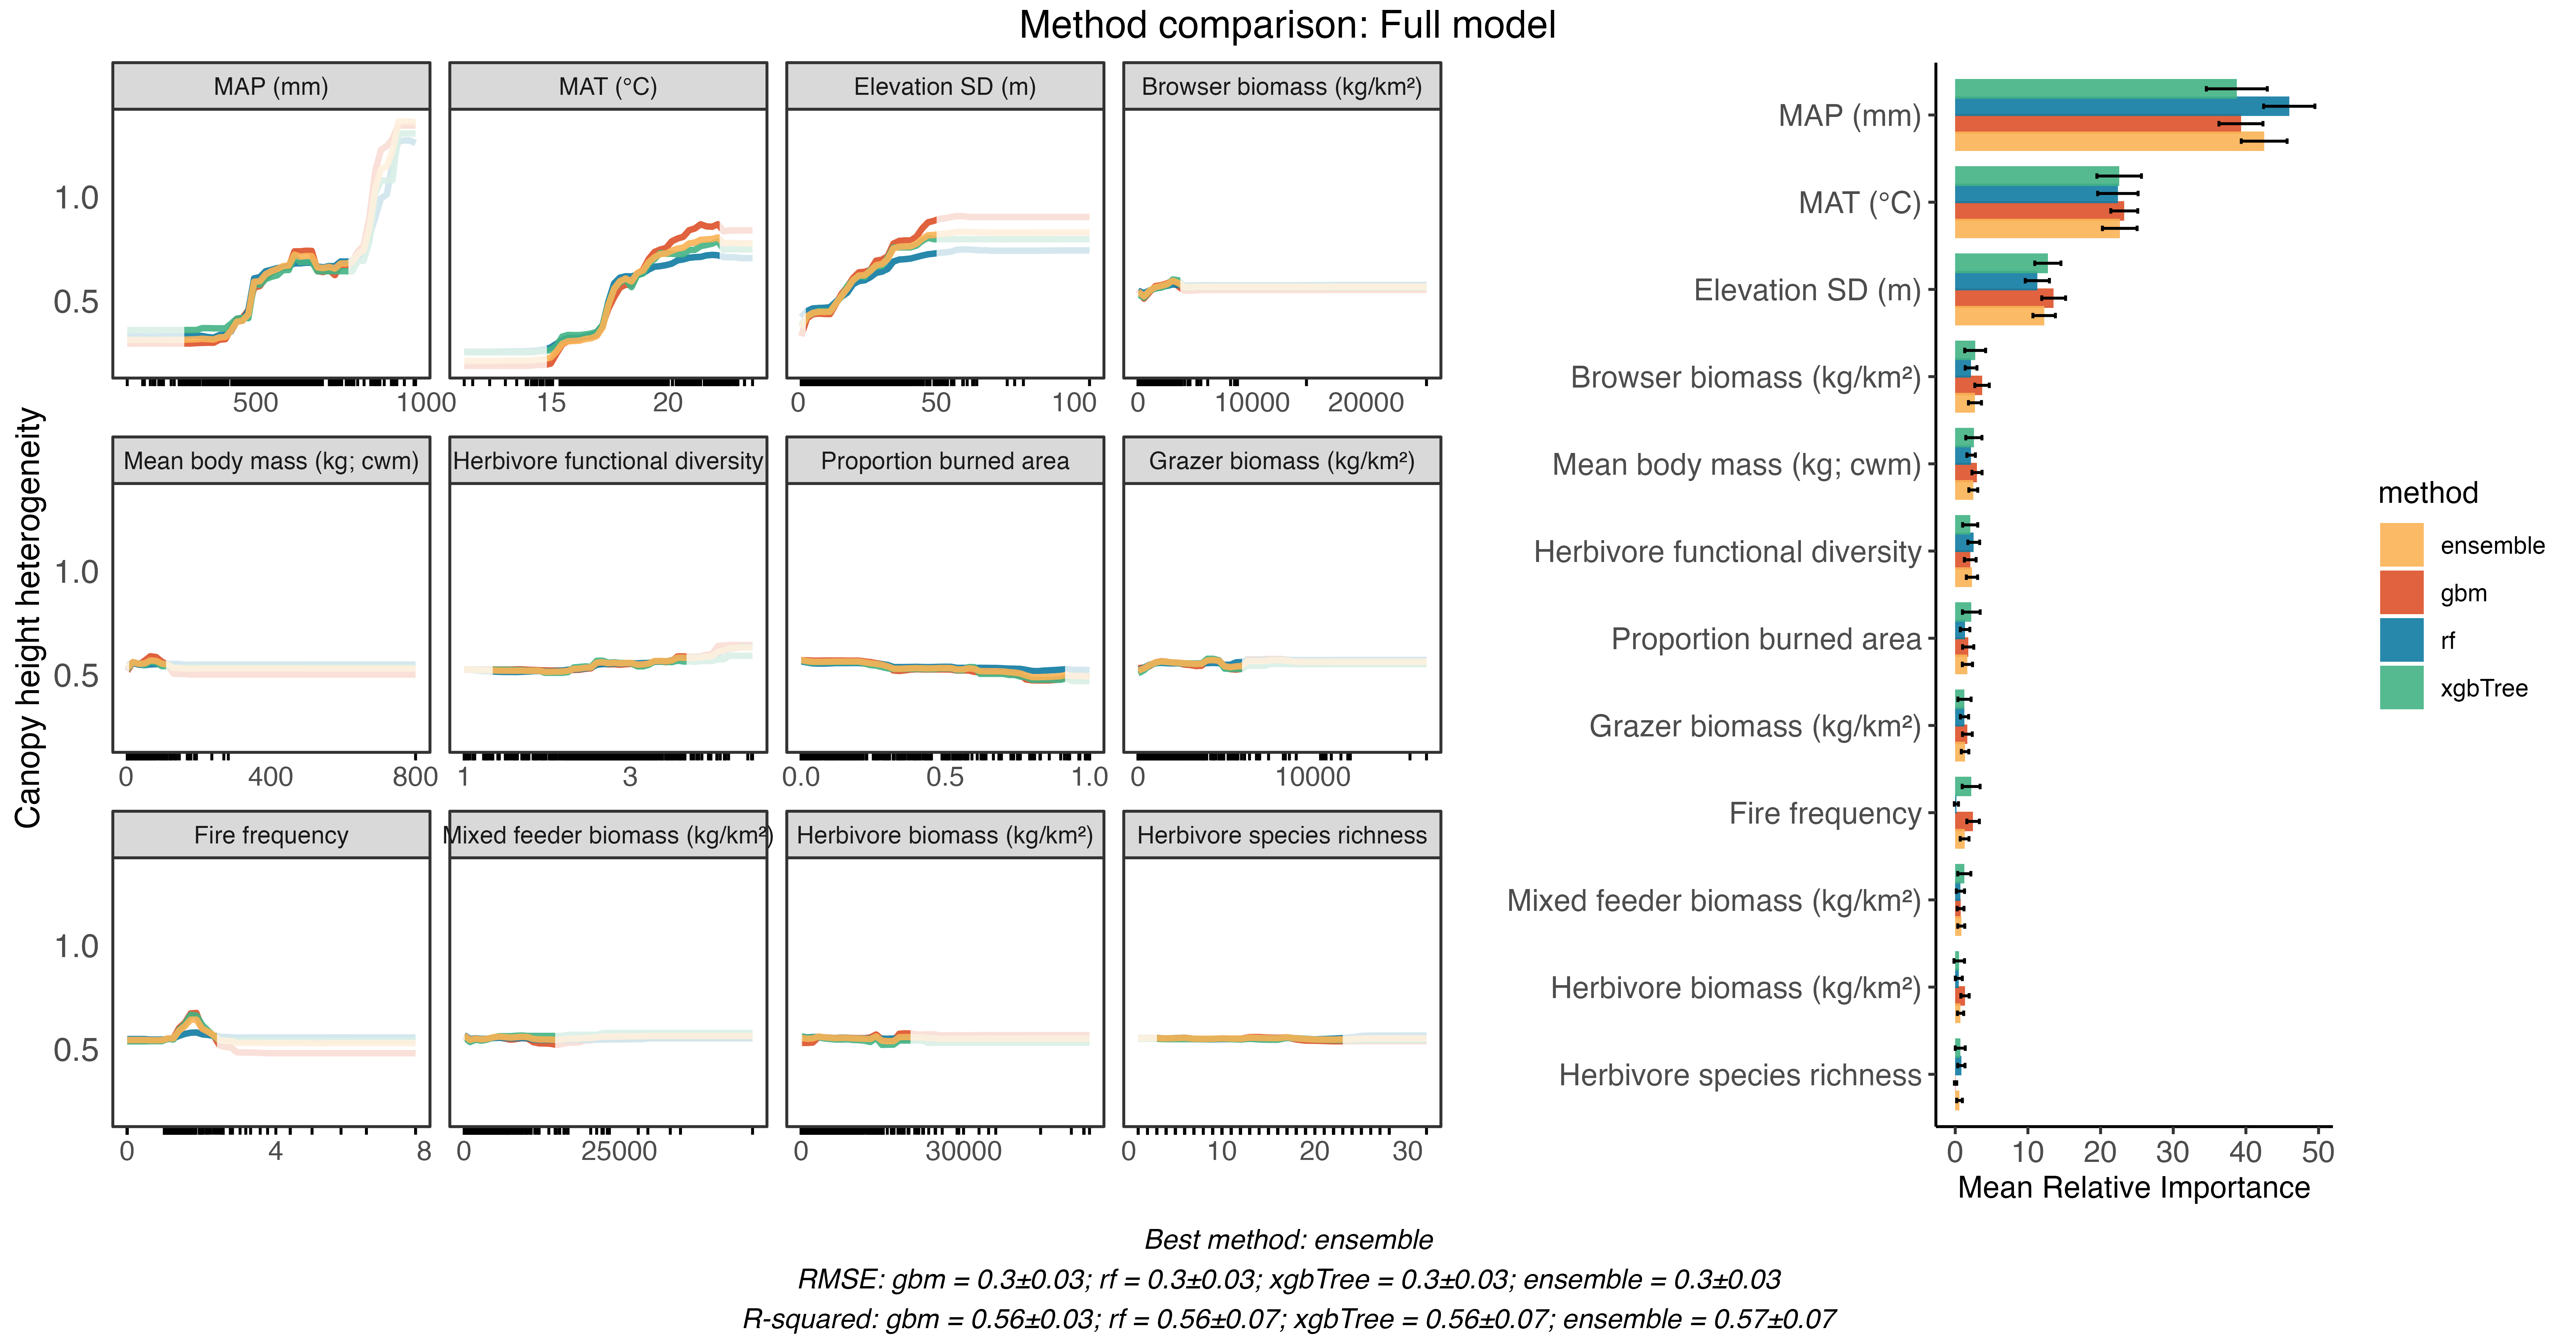 Method comparison: Full model
MAP (mm)
MAT (°C)
Elevation SD (m)
Browser biomass (kg/km²)
1.0
0.5
500
1000
15
20
0
50
100
0
10000
20000
Canopy height heterogeneity
Mean body mass (kg; cwm)
Herbivore functional diversity
Proportion burned area
Grazer biomass (kg/km²)
1.0
0.5
0
400
800
1
3
0.0
0.5
1.0
0
10000
Fire frequency
Mixed feeder biomass (kg/km²)
Herbivore biomass (kg/km²)
Herbivore species richness
1.0
0.5
0
4
8
0
25000
0
30000
0
10
20
30
MAP (mm)
MAT (°C)
Elevation SD (m)
Browser biomass (kg/km²)
Mean body mass (kg; cwm)
Herbivore functional diversity
Proportion burned area
Grazer biomass (kg/km²)
Fire frequency
Mixed feeder biomass (kg/km²)
Herbivore biomass (kg/km²)
Herbivore species richness
0
10
20
30
40
50
Mean Relative Importance
method
ensemble
gbm
rf
xgbTree
Best method: ensemble
RMSE: gbm = 0.3±0.03; rf = 0.3±0.03; xgbTree = 0.3±0.03; ensemble = 0.3±0.03
R-squared: gbm = 0.56±0.03; rf = 0.56±0.07; xgbTree = 0.56±0.07; ensemble = 0.57±0.07